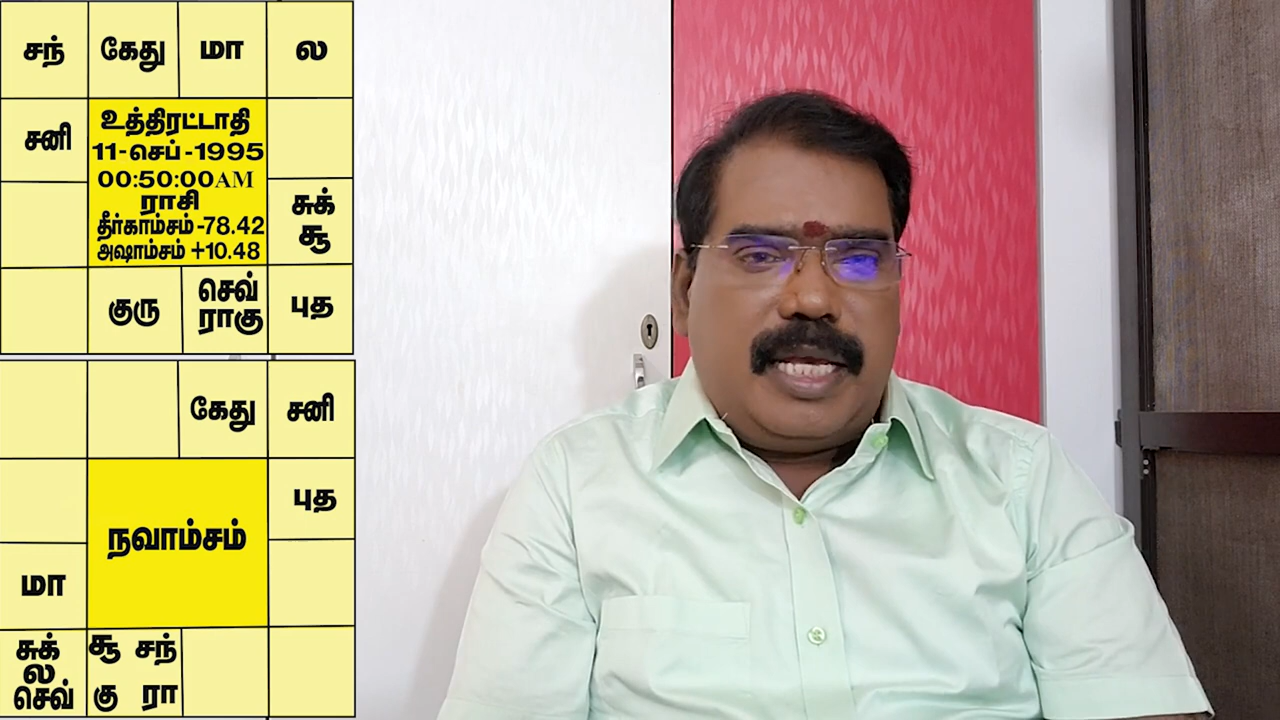 சந் கேது மா ல
சனி
உத்திரட்டாதி
11-செப்-1995
00:50:00AM
ராசி
தீர்காம்சம்-78.42
அஷாம்சம்+10.48
சுக்
சூ
குரு
செவ்
ராகு
புத
கேது சனி
நவாம்சம்
புத
மா
சுக்
ல
செவ்
சூ சந்
கு ரா